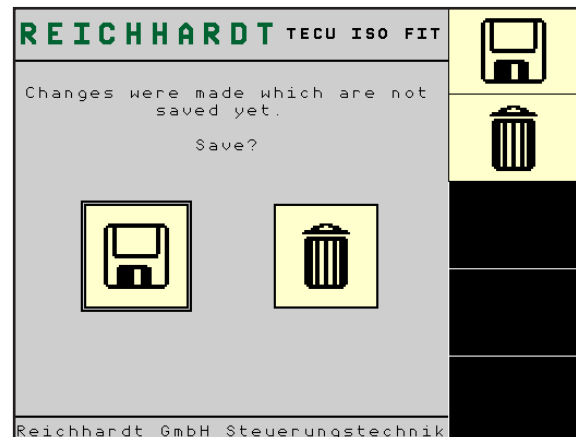 REICHHARDT TECU ISO FIT
Changes were made which are not
saved yet.
Save?
Reichhardt GmbH Steuerungstechnik